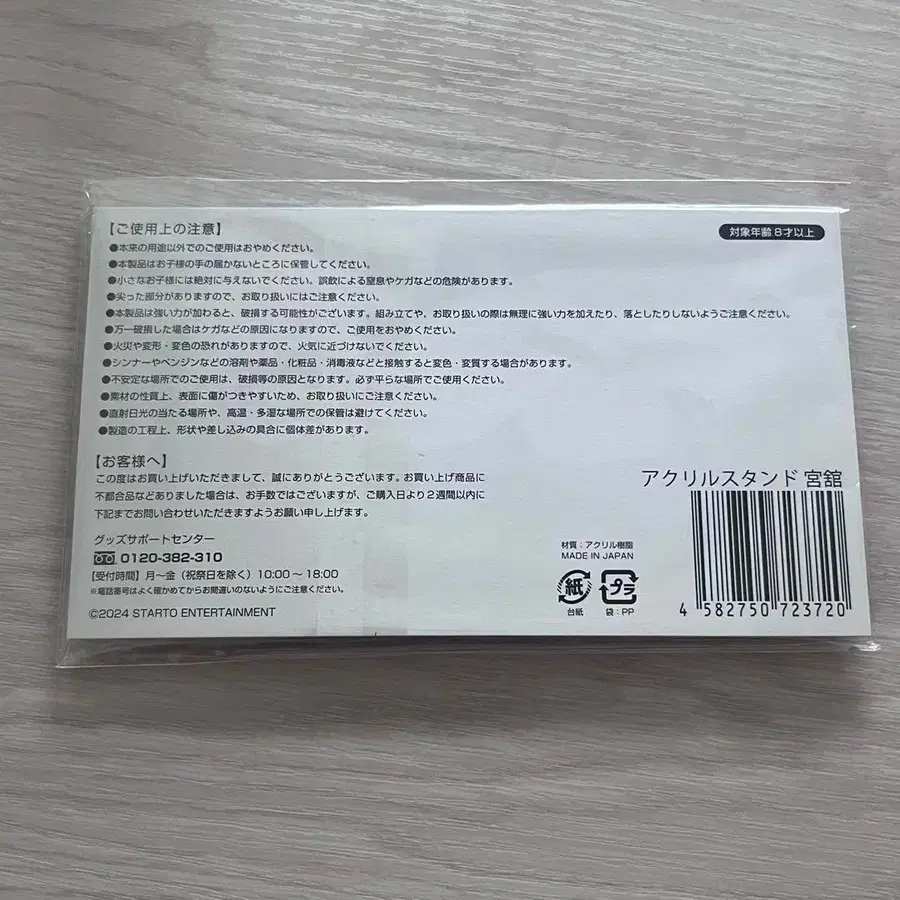 【ご使用上の注意】
対象年齢 8才以上
●本来の用途以外でのご使用はおやめください。
●本製品はお子様の手の届かないところに保管してください。
●小さなお子様には絶対に与えないでください。誤飲による窒息やケガなどの危険があります。
●尖った部分がありますので、お取り扱いにはご注意ください。
●本製品は強い力が加わると、破損する可能性がございます。組み立てや、お取り扱いの際は無理に強い力を加えたり、落としたりしないようご注意ください。
●万一破損した場合はケガなどの原因になりますので、ご使用をおやめください。
●火災や変形・変色の恐れがありますので、火気に近づけないでください。
●シンナーやベンジンなどの溶剤や薬品・化粧品・消毒液などと接触すると変色・変質する場合があります。
●不安定な場所でのご使用は、破損等の原因となります。必ず平らな場所でご使用ください。
●素材の性質上、表面に傷がつきやすいため、お取り扱いにご注意ください。
●直射日光の当たる場所や、高温・多湿な場所での保管は避けてください。
●製造の工程上、形状や差し込みの具合に個体差があります。
【お客様へ】
この度はお買い上げいただきまして、誠にありがとうございます。お買い上げ商品に
不都合品などありました場合は、お手数ではございますが、ご購入日より2週間以内に
下記までお問い合わせいただきますようお願い申し上げます。
グッズサポートセンター
0120-382-310
【受付時間】月〜金（祝祭日を除く）10:00〜18:00
※電話番号はよく確かめてからお間違いのないようにご注意ください。
©2024 STARTO ENTERTAINMENT
アクリルスタンド 宮舘
材質：アクリル樹脂
MADE IN JAPAN
紙
プラ
台紙
袋：PP
4 582750 723720